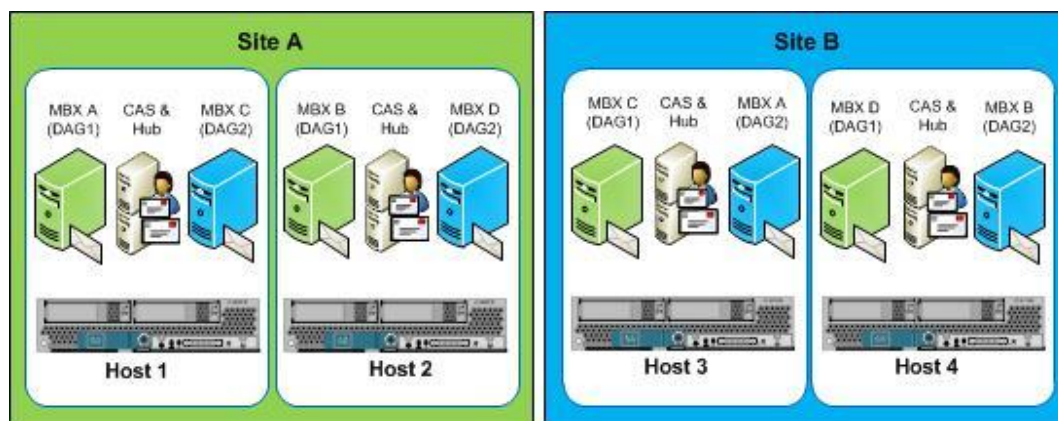 Site A
MBX A
(DAG1)
CAS &
Hub
MBX C
(DAG2)
Host 1
MBX B
(DAG1)
CAS &
Hub
MBX D
(DAG2)
Host 2
Site B
MBX C
(DAG1)
CAS &
Hub
MBX A
(DAG2)
Host 3
MBX D
(DAG1)
CAS &
Hub
MBX B
(DAG2)
Host 4